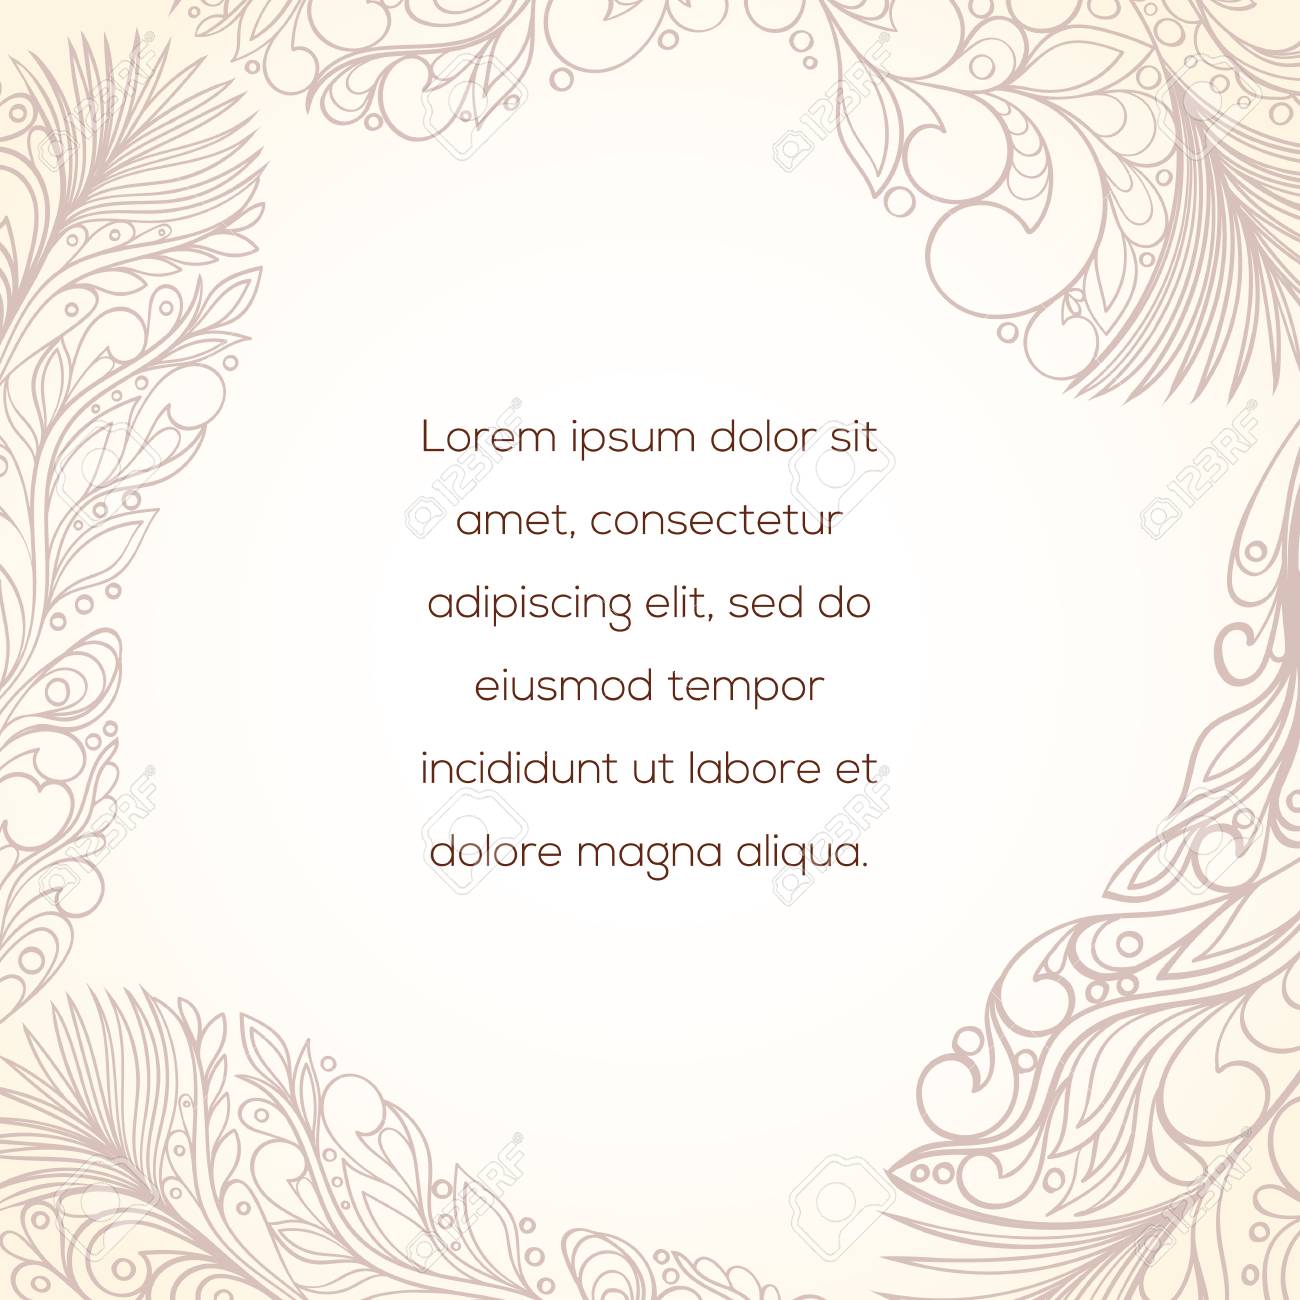 Lorem ipsum dolor sit
amet, consectetur
adipiscing elit, sed do
eiusmod tempor
incididunt ut labore et
dolore magna aliqua.
123RF